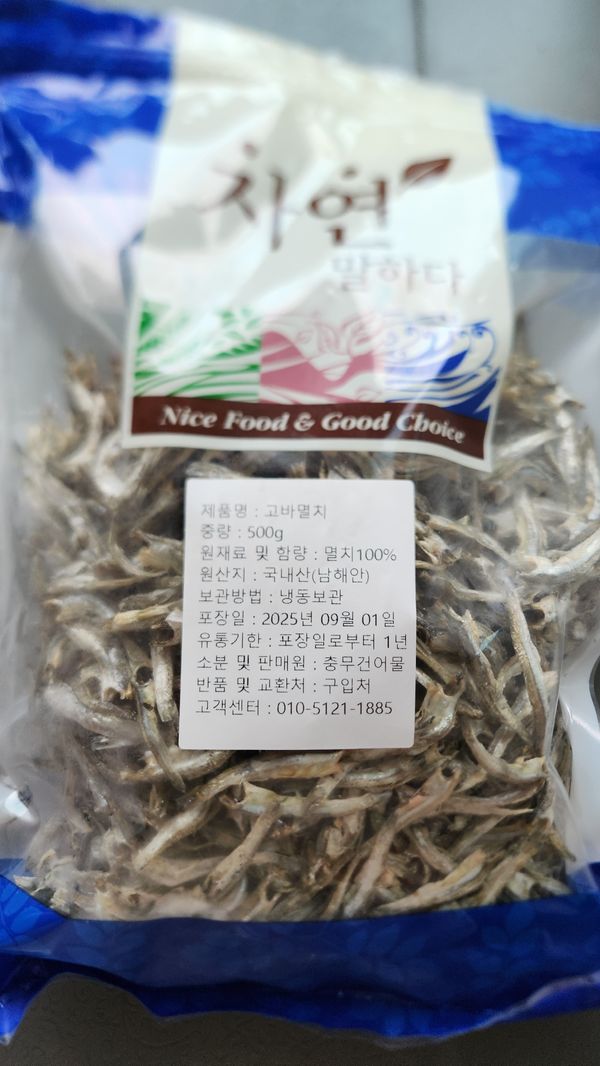 자연
말하다
Nice Food & Good Choice
제품명 : 고바멸치
중량 : 500g
원재료 및 함량 : 멸치100%
원산지 : 국내산(남해안)
보관방법 : 냉동보관
포장일 : 2025년 09월 01일
유통기한 : 포장일로부터 1년
소분 및 판매원 : 충무건어물
반품 및 교환처 : 구입처
고객센터 : 010-5121-1885